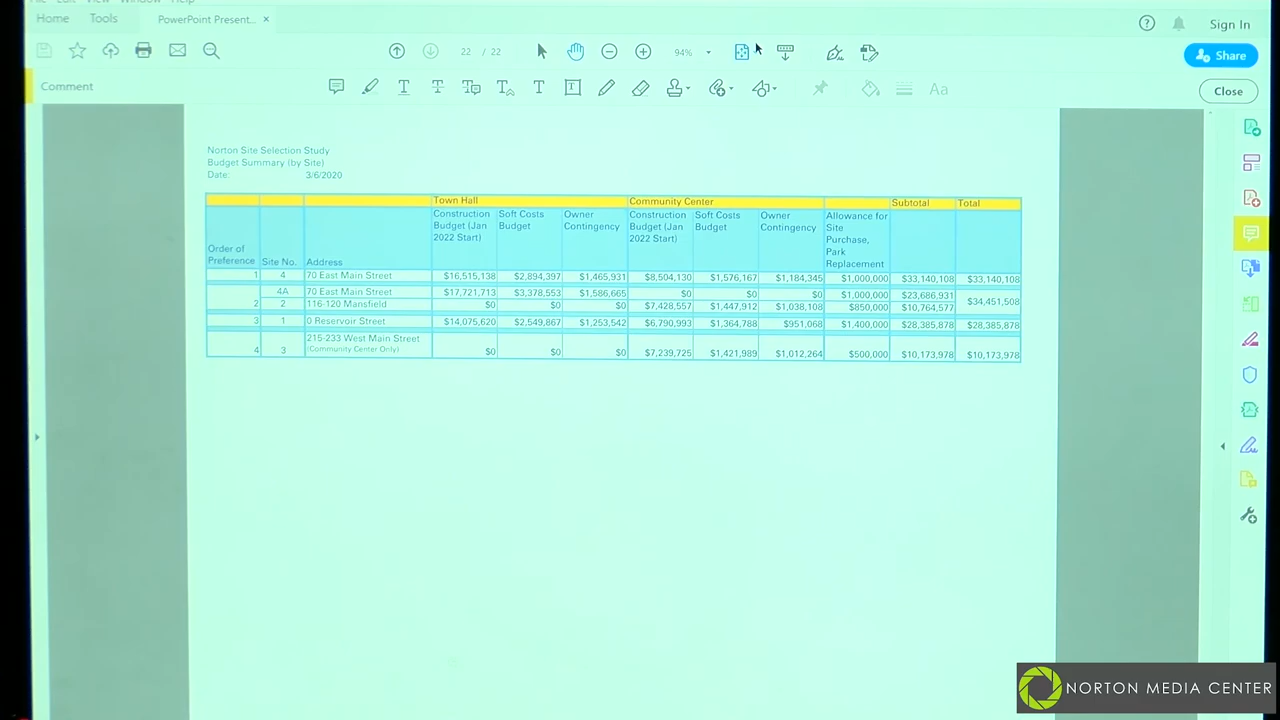 File Edit View Window Help
Home Tools PowerPoint Present... ×
Sign In
22 / 22 94%
Share
Comment
Aa
Close
Norton Site Selection Study
Budget Summary (by Site)
Date: 3/6/2020
Town Hall Community Center Subtotal Total
Order of Preference Site No. Address Construction Budget (Jan 2022 Start) Soft Costs Budget Owner Contingency Construction Budget (Jan 2022 Start) Soft Costs Budget Owner Contingency Allowance for Site Purchase, Park Replacement
1 4 70 East Main Street $16,515,138 $2,894,397 $1,465,931 $8,504,130 $1,576,167 $1,184,345 $1,000,000 $33,140,108 $33,140,108
4A 70 East Main Street $17,721,713 $3,378,553 $1,586,665 $0 $0 $0 $1,000,000 $23,686,931
2 2 116-120 Mansfield $0 $0 $0 $7,428,557 $1,447,912 $1,038,108 $850,000 $10,764,577 $34,451,508
3 1 0 Reservoir Street $14,075,620 $2,549,867 $1,253,542 $6,790,993 $1,364,788 $951,068 $1,400,000 $28,385,878 $28,385,878
215-233 West Main Street
4 3 (Community Center Only) $0 $0 $0 $7,239,725 $1,421,989 $1,012,264 $500,000 $10,173,978 $10,173,978
NORTON MEDIA CENTER